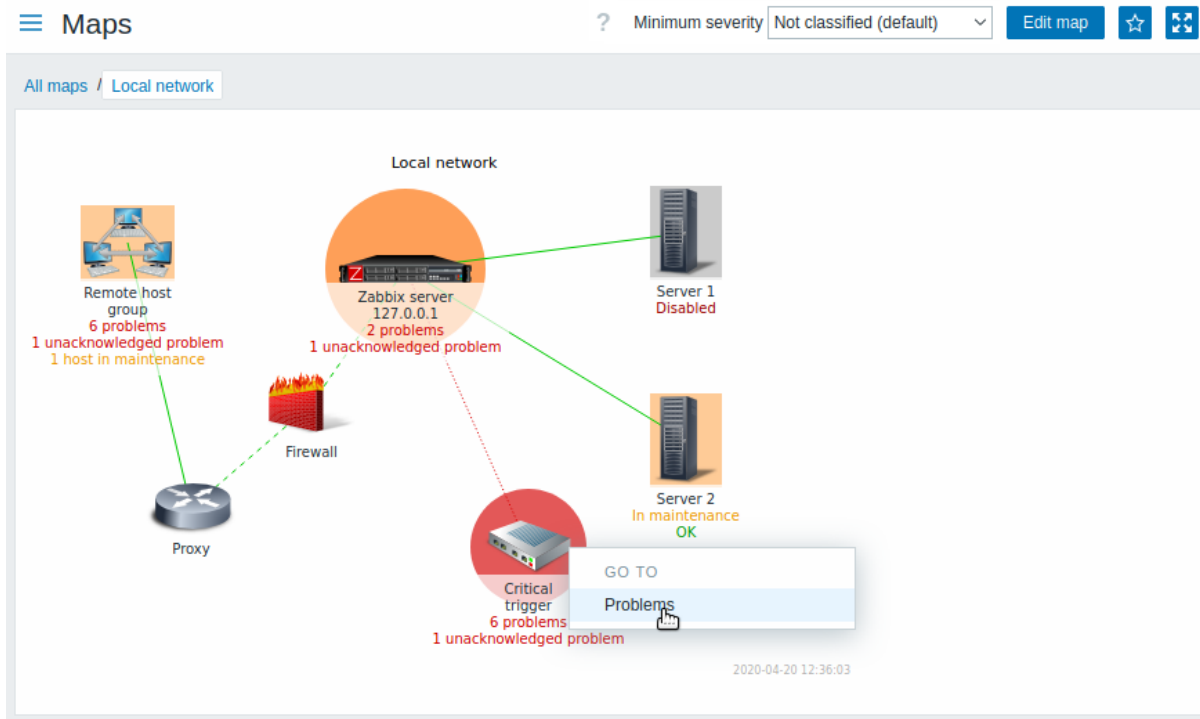 Maps
? Minimum severity Not classified (default) Edit map
All maps / Local network
Local network
Remote host
group
6 problems
1 unacknowledged problem
1 host in maintenance
Z
Zabbix server
127.0.0.1
2 problems
1 unacknowledged problem
Server 1
Disabled
Firewall
Proxy
Server 2
In maintenance
OK
Critical
trigger
6 problems
1 unacknowledged problem
GO TO
Problems
2020-04-20 12:36:03